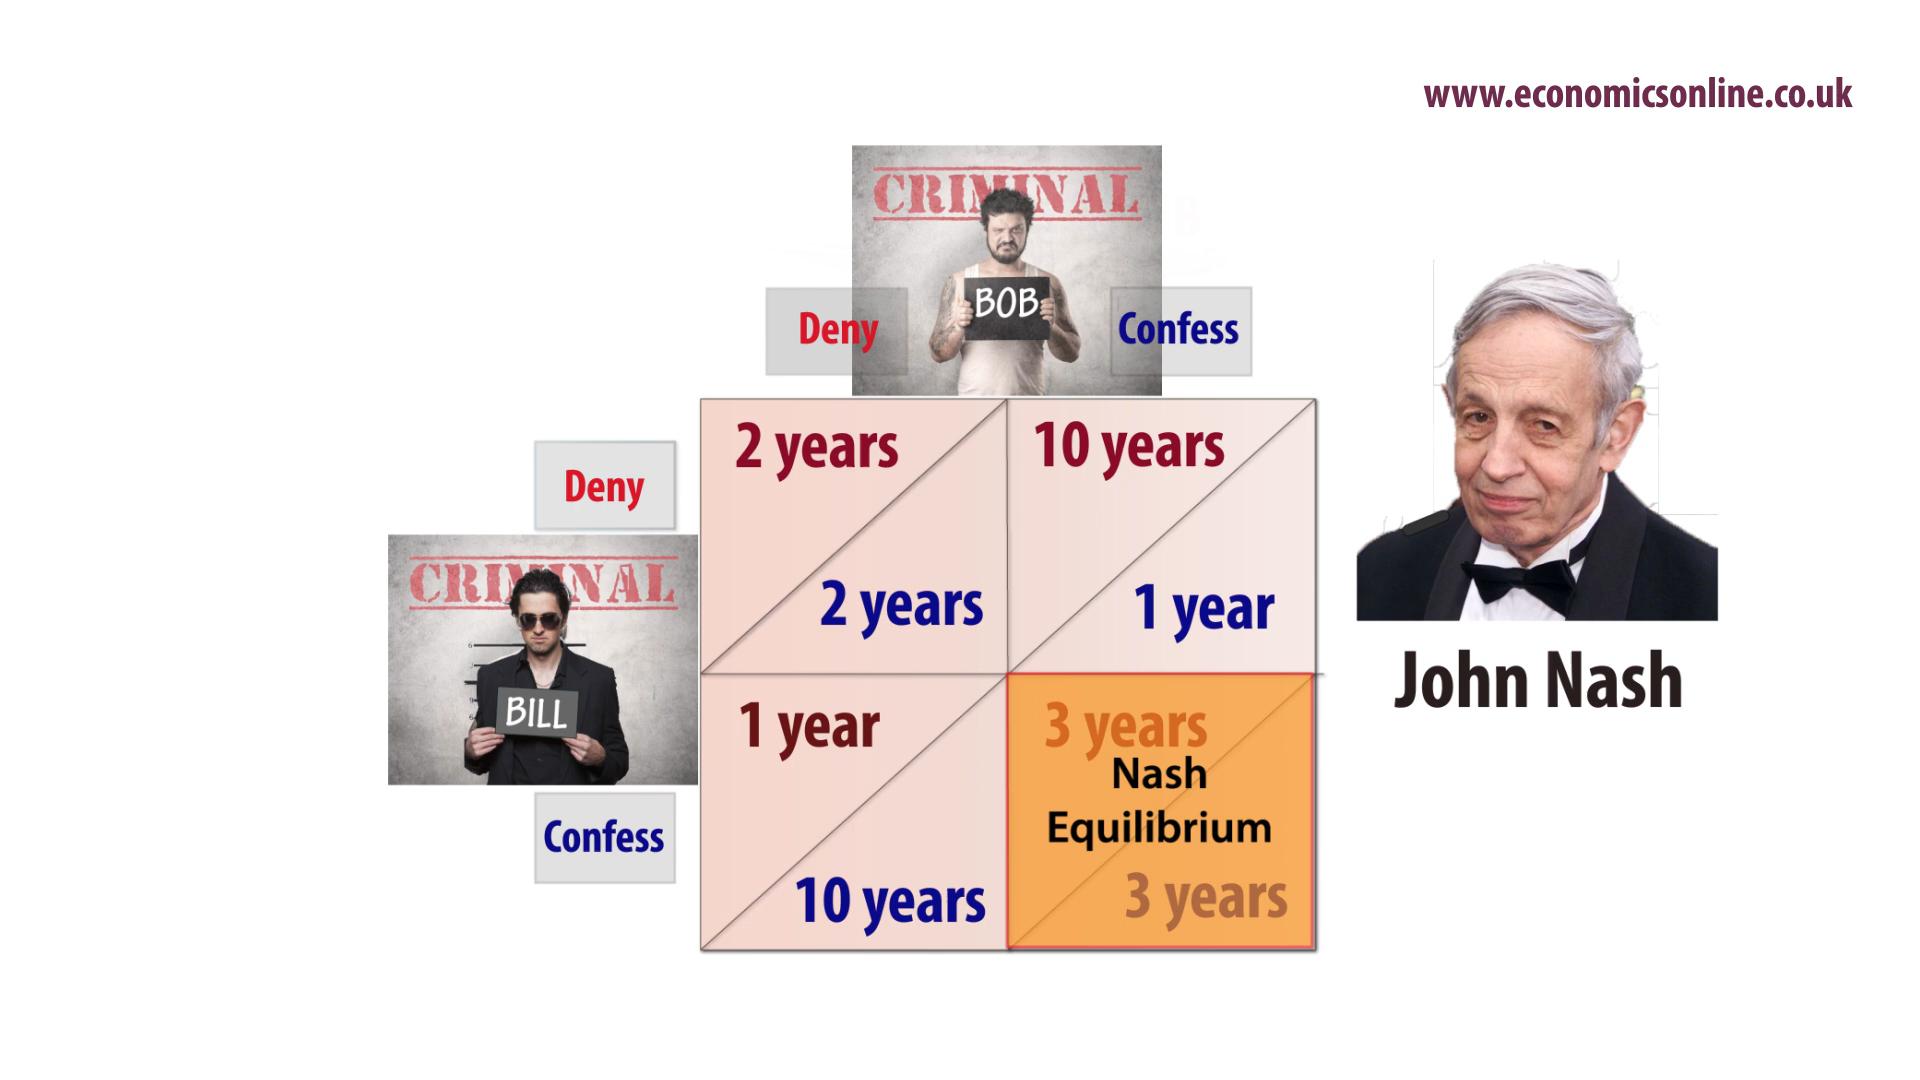 www.economicsonline.co.uk
CRIMINAL
BOB
Deny
Confess
2 years
10 years
Deny
2 years
1 year
CRIMINAL
BILL
John Nash
1 year
3 years
Nash
Equilibrium
Confess
10 years
3 years